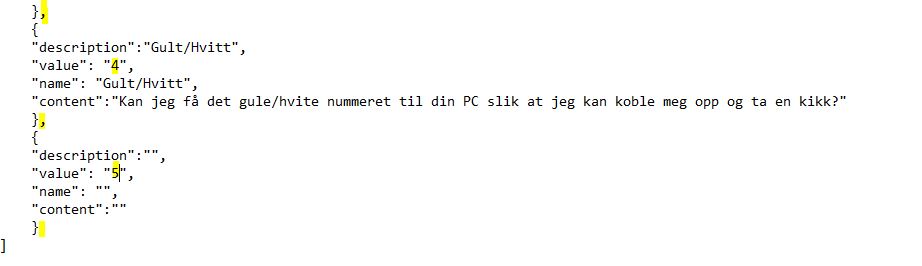 },
{
"description":"Gult/Hvitt",
"value": "4",
"name": "Gult/Hvitt",
"content":"Kan jeg få det gule/hvite nummeret til din PC slik at jeg kan koble meg opp og ta en kikk?"
},
{
"description":"",
"value": "5",
"name": "",
"content":""
}
]